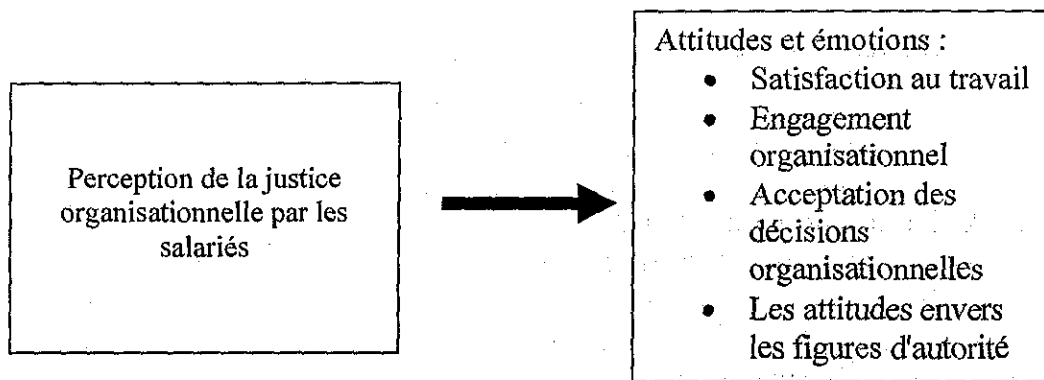 Perception de la justice
organisationnelle par les
salariés
Attitudes et émotions :
• Satisfaction au travail
• Engagement
organisationnel
• Acceptation des
décisions
organisationnelles
• Les attitudes envers
les figures d'autorité